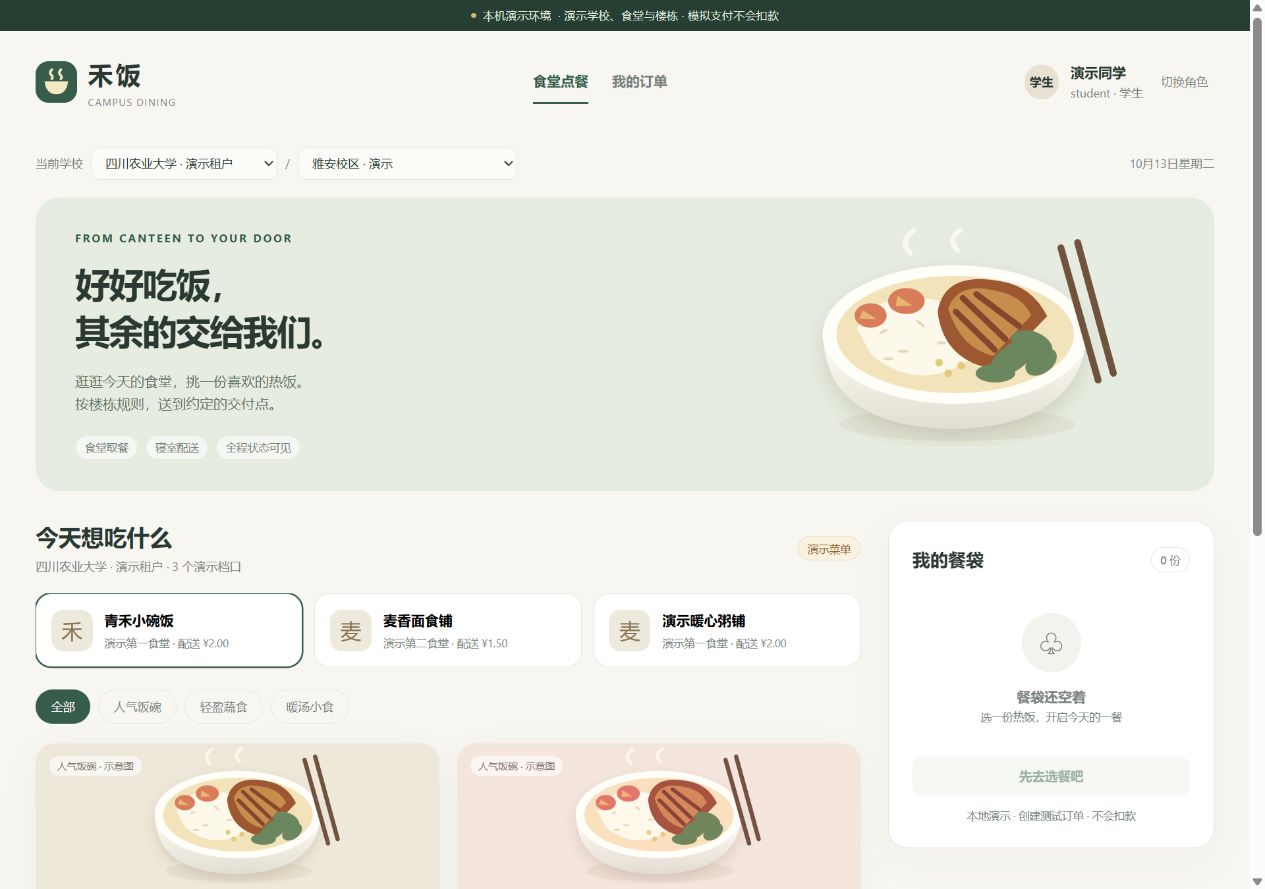 本机演示环境 · 演示学校、食堂与楼栋 · 模拟支付不会扣款
禾饭
CAMPUS DINING
食堂点餐
我的订单
学生
演示同学
student · 学生
切换角色
当前学校
四川农业大学 · 演示租户
/
雅安校区 · 演示
10月13日星期二
FROM CANTEEN TO YOUR DOOR
好好吃饭，
其余的交给我们。
逛逛今天的食堂，挑一份喜欢的热饭。
按楼栋规则，送到约定的交付点。
食堂取餐
寝室配送
全程状态可见
今天想吃什么
四川农业大学 · 演示租户 · 3 个演示档口
演示菜单
禾
青禾小碗饭
演示第一食堂 · 配送 ¥2.00
麦
麦香面食铺
演示第二食堂 · 配送 ¥1.50
麦
演示暖心粥铺
演示第一食堂 · 配送 ¥2.00
全部
人气饭碗
轻盈蔬食
暖汤小食
人气饭碗 · 示意图
人气饭碗 · 示意图
我的餐袋
0 份
餐袋还空着
选一份热饭，开启今天的一餐
先去选餐吧
本地演示 · 创建测试订单 · 不会扣款